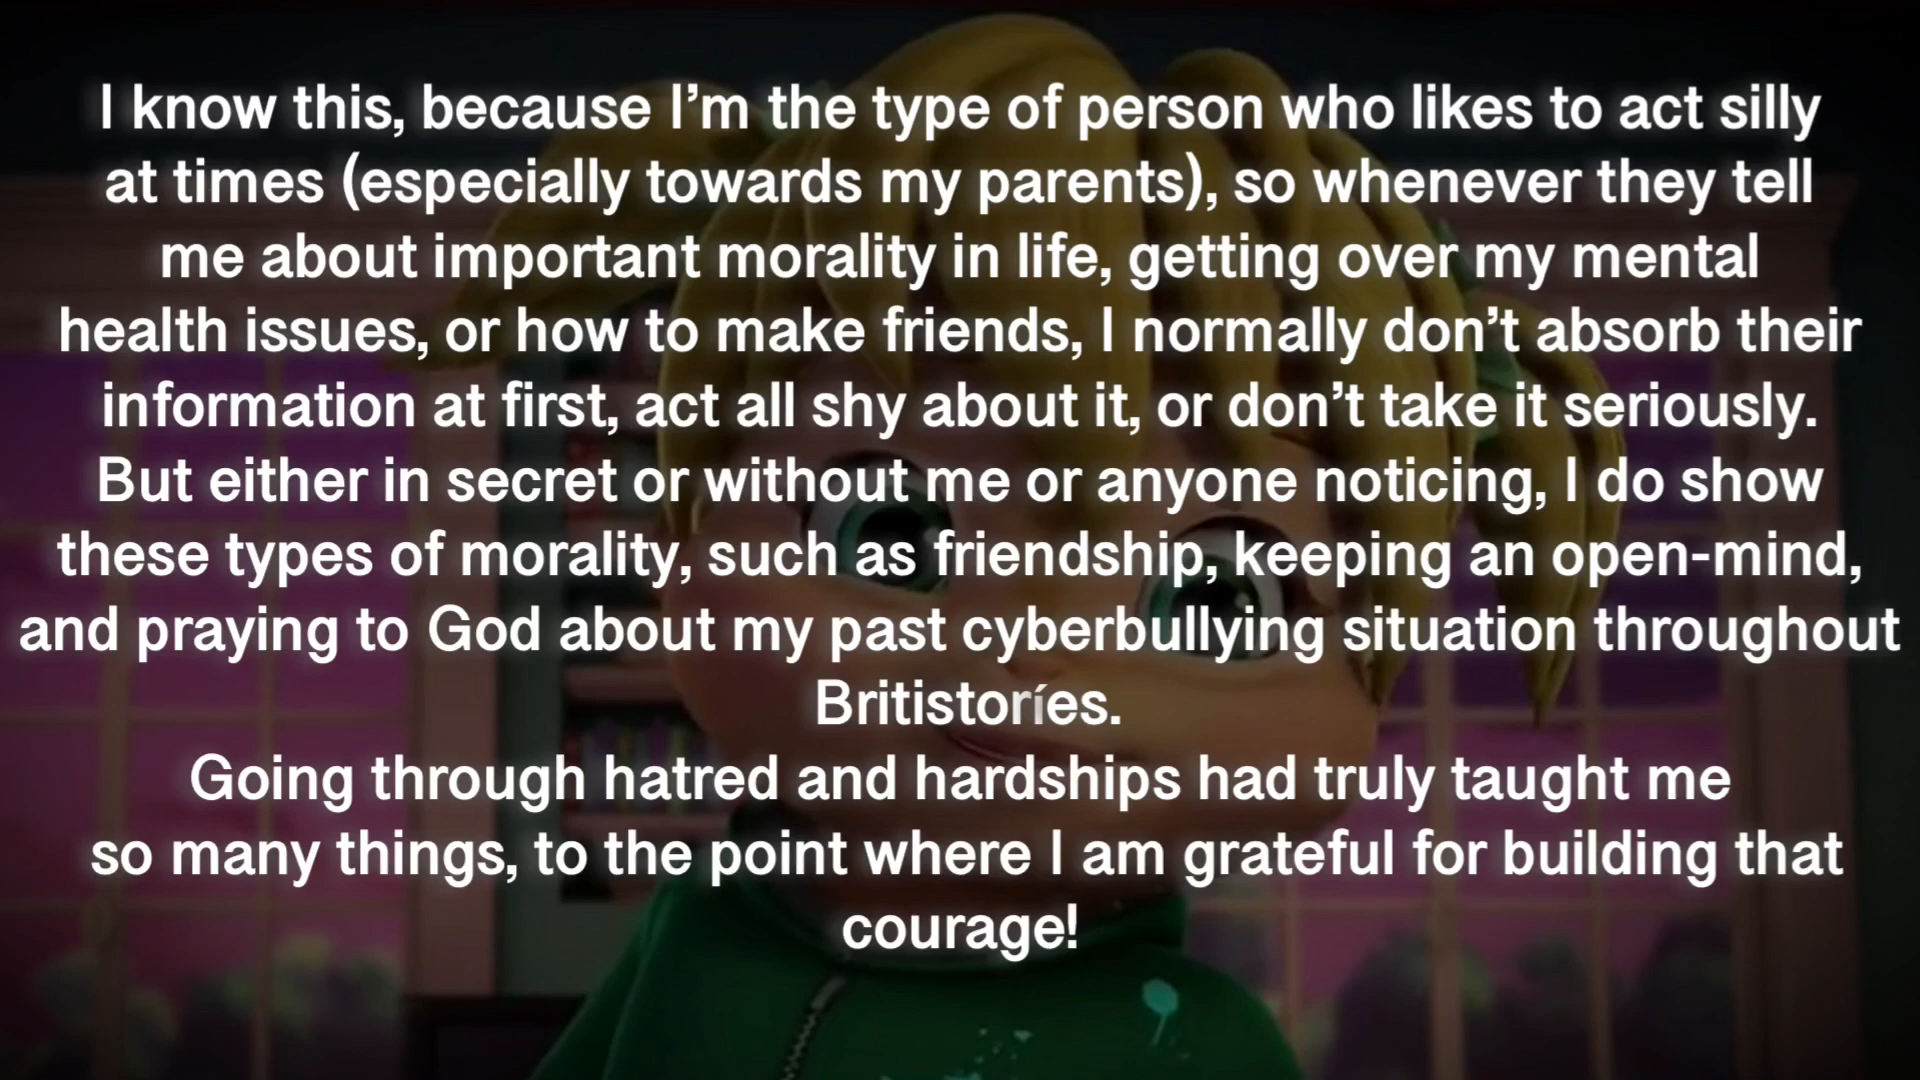 I know this, because I’m the type of person who likes to act silly
at times (especially towards my parents), so whenever they tell
me about important morality in life, getting over my mental
health issues, or how to make friends, I normally don’t absorb their
information at first, act all shy about it, or don’t take it seriously.
But either in secret or without me or anyone noticing, I do show
these types of morality, such as friendship, keeping an open-mind,
and praying to God about my past cyberbullying situation throughout
Britistoríes.
Going through hatred and hardships had truly taught me
so many things, to the point where I am grateful for building that
courage!